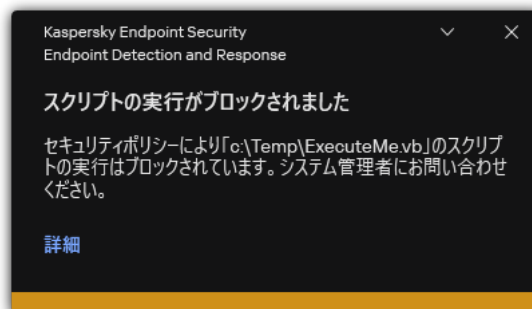 Kaspersky Endpoint Security
Endpoint Detection and Response
スクリプトの実行がブロックされました
セキュリティポリシーにより「c:\Temp\ExecuteMe.vb」のスクリプ
トの実行はブロックされています。システム管理者にお問い合わせ
ください。
詳細